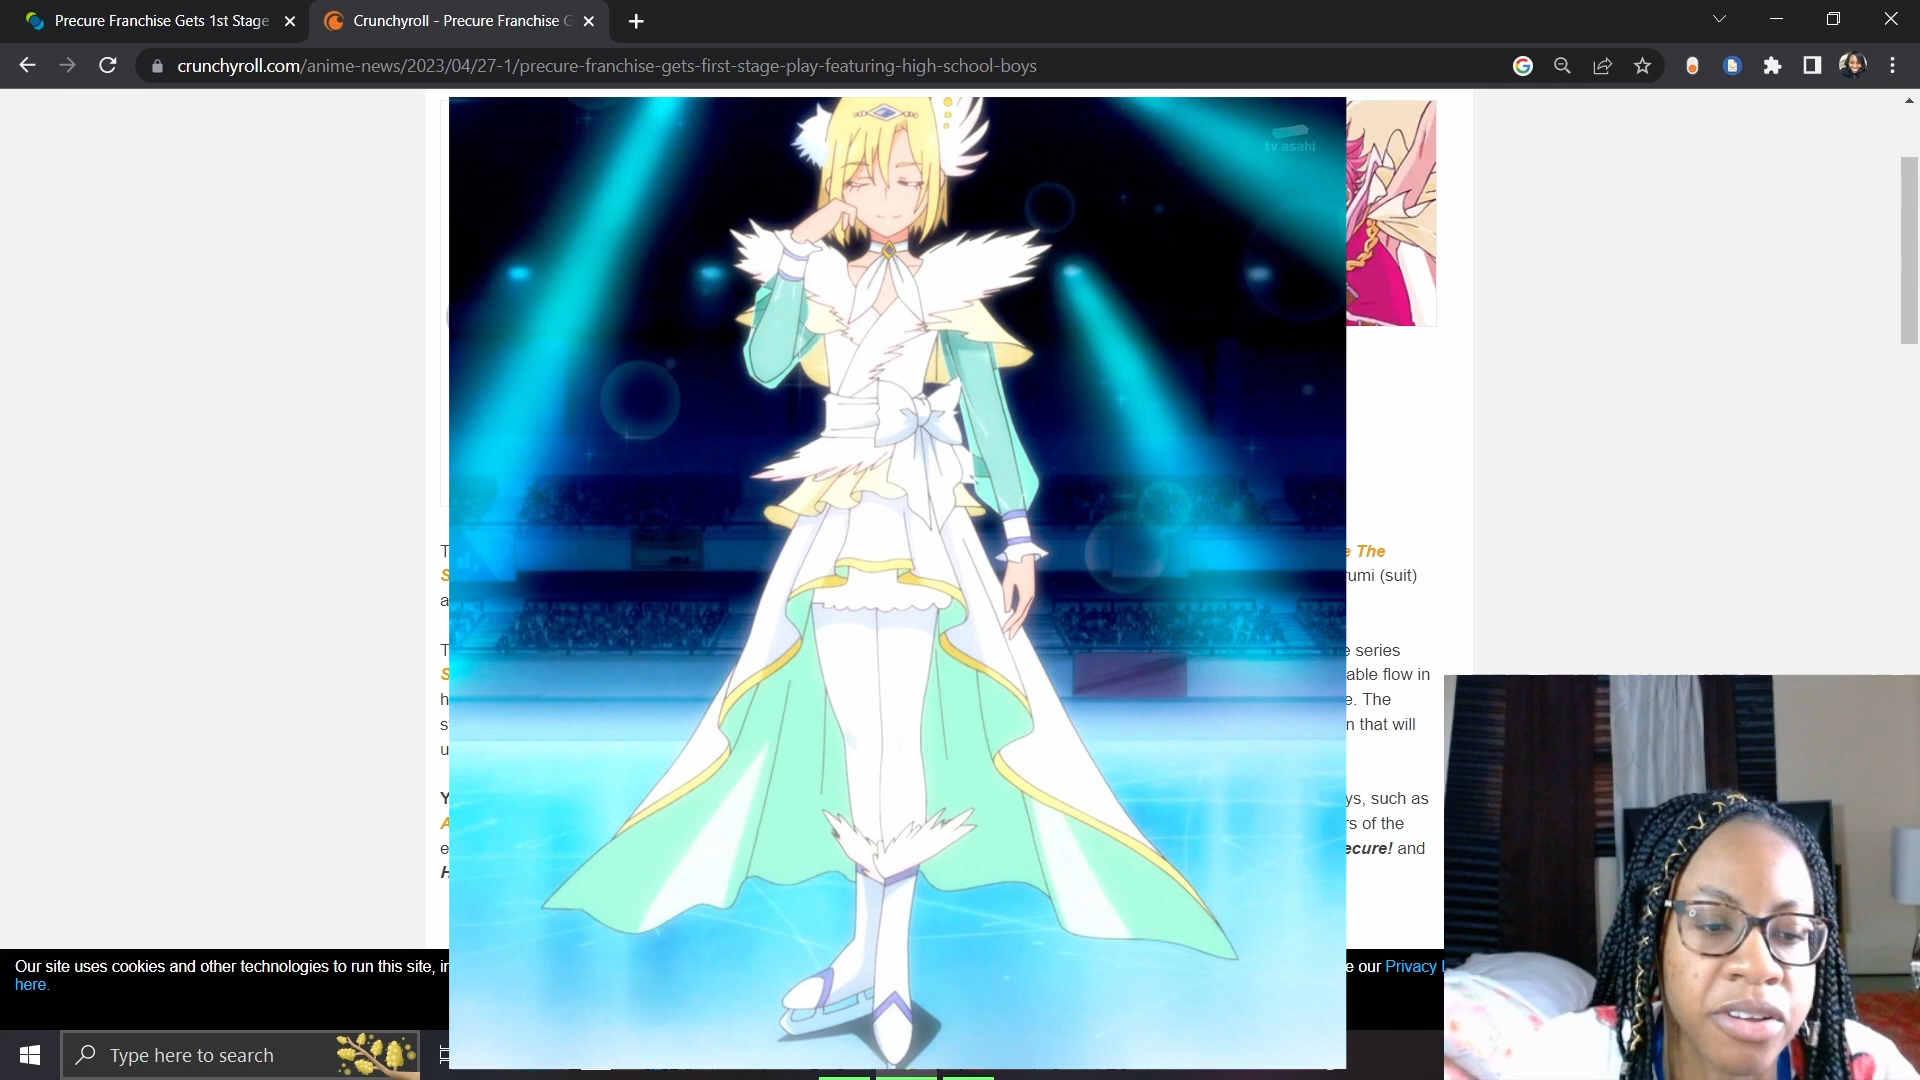 Precure Franchise Gets 1st Stage
Crunchyroll - Precure Franchise G
crunchyroll.com/anime-news/2023/04/27-1/precure-franchise-gets-first-stage-play-featuring-high-school-boys
tv asahi
e The
rumi (suit)
e series
able flow in
e. The
n that will
ys, such as
rs of the
ecure! and
Our site uses cookies and other technologies to run this site, i
e our Privacy
here.
Type here to search